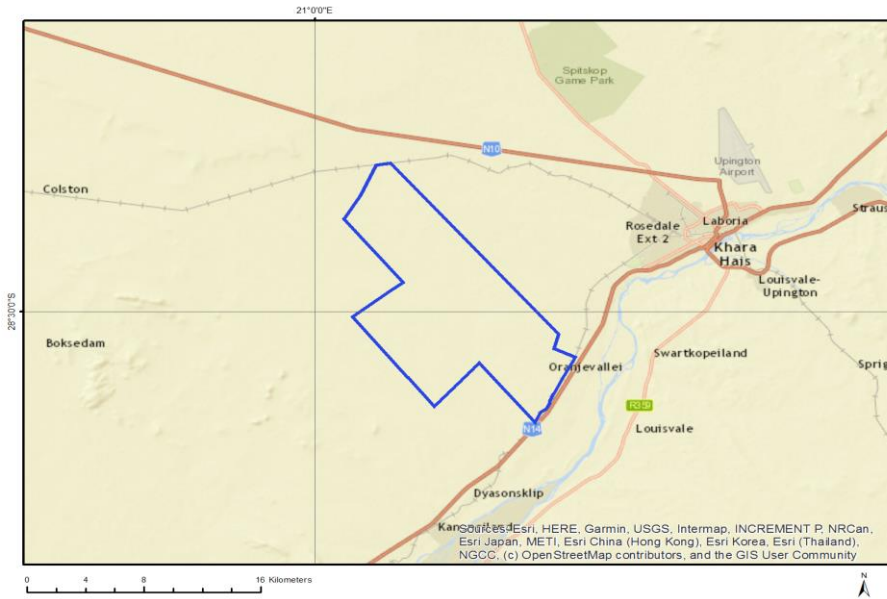 21°0'0"E
Spitskop
Game Park
N10
Upington
Airport
Colston
Rosedale
Ext 2
Laboria
Straus
Khara
Hais
Louisvale-
Upington
28°30'0"S
Boksedam
Swartkopeiland
Oranjevallei
Sprig
R359
N14
Louisvale
Dyasonsklip
Sources: Esri, HERE, Garmin, USGS, Intermap, INCREMENT P, NRCan,
Esri Japan, METI, Esri China (Hong Kong), Esri Korea, Esri (Thailand),
NGCC, (c) OpenStreetMap contributors, and the GIS User Community
0 4 8 16 Kilometers
N